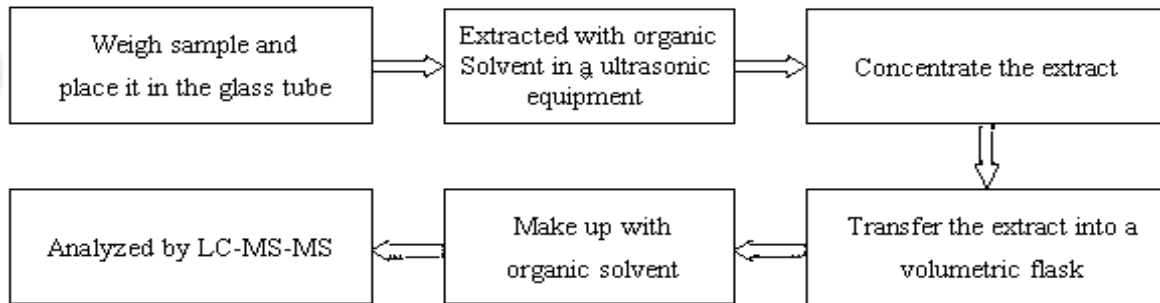 Weigh sample and
place it in the glass tube
Extracted with organic
Solvent in a ultrasonic
equipment
Concentrate the extract
Transfer the extract into a
volumetric flask
Make up with
organic solvent
Analyzed by LC-MS-MS